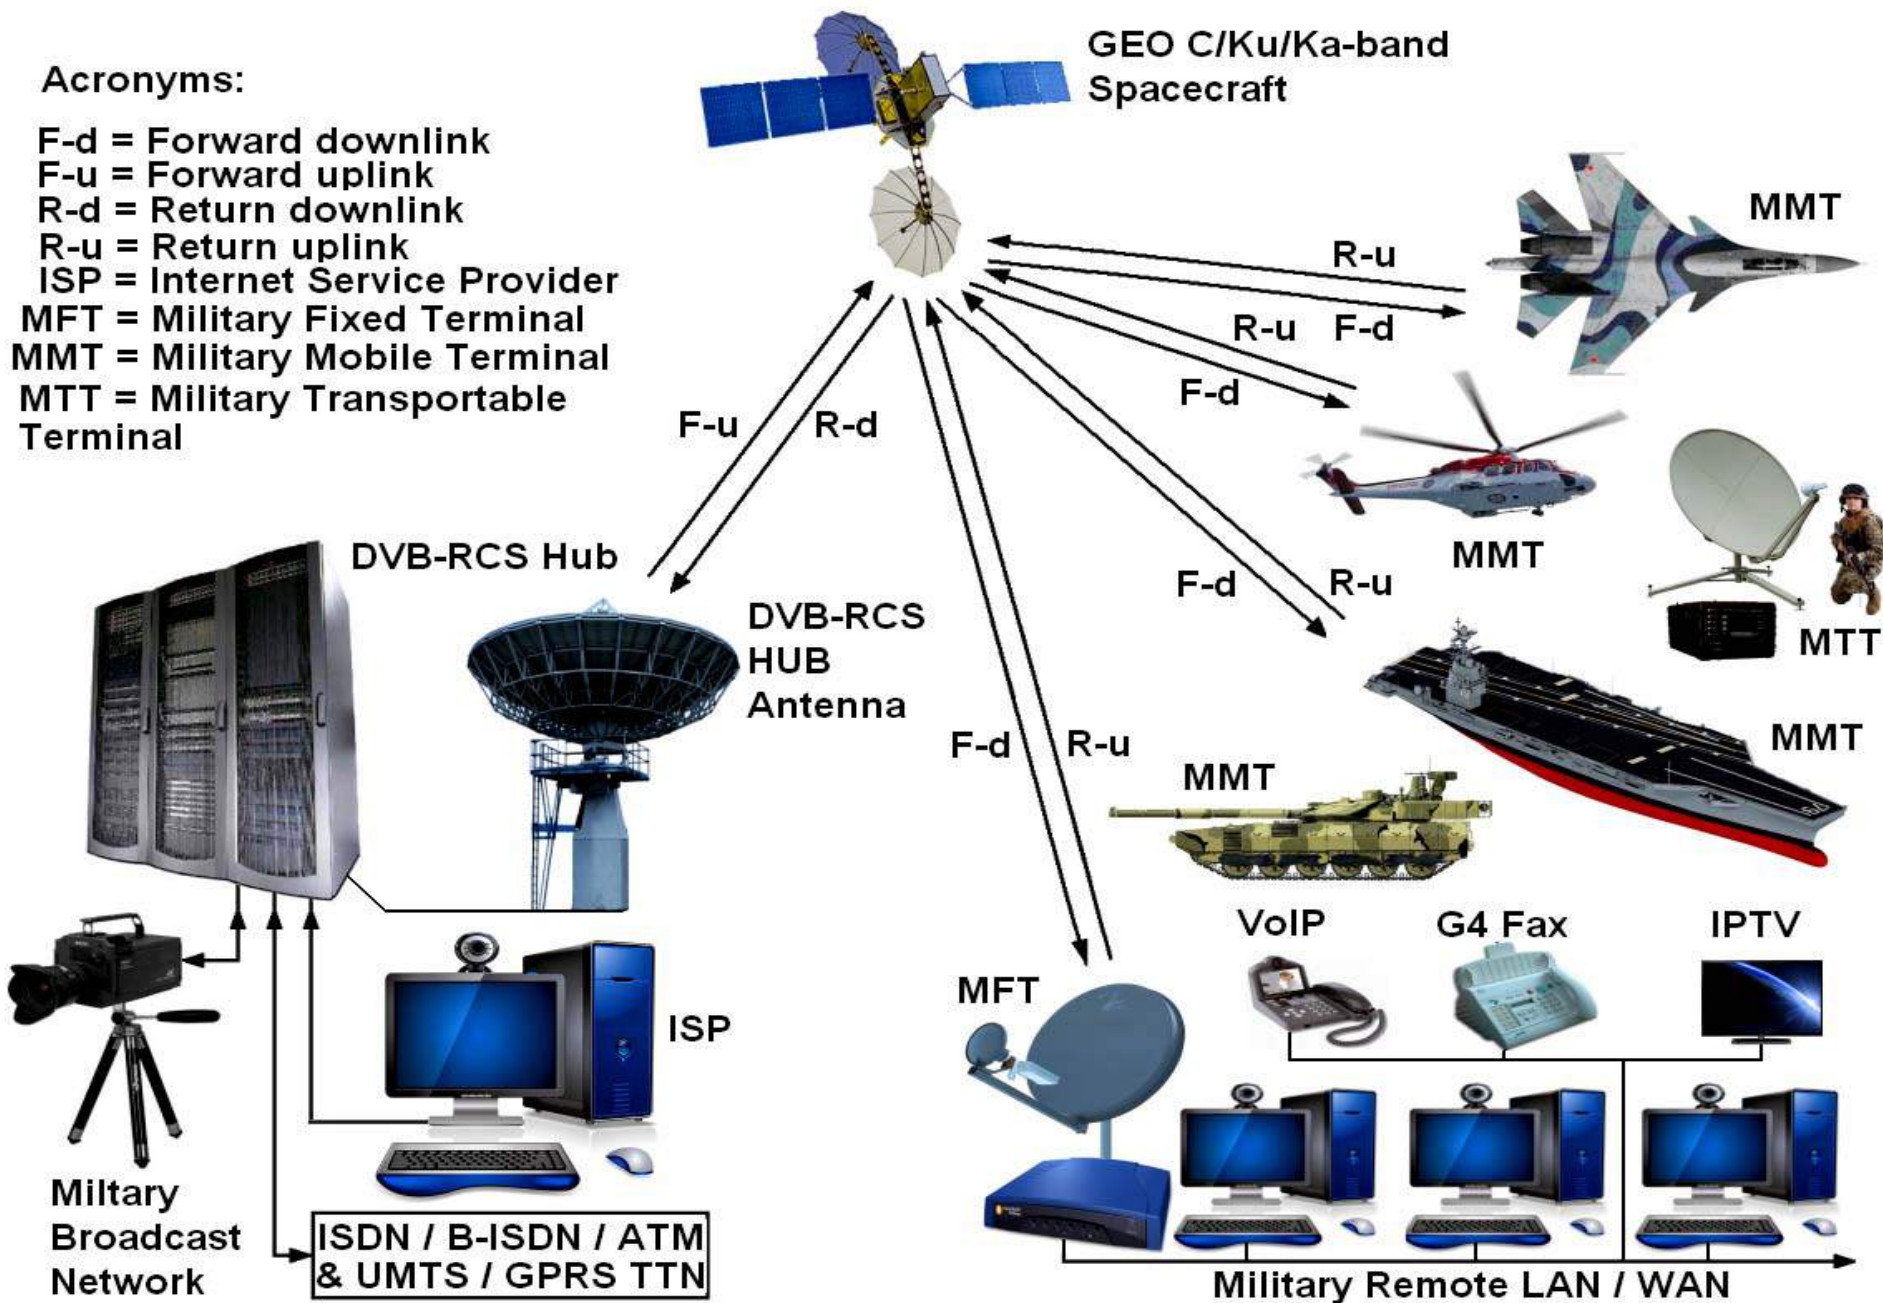 GEO C/Ku/Ka-band
Spacecraft
Acronyms:
F-d = Forward downlink
F-u = Forward uplink
R-d = Return downlink
R-u = Return uplink
ISP = Internet Service Provider
MFT = Military Fixed Terminal
MMT = Military Mobile Terminal
MTT = Military Transportable
Terminal
MMT
R-u
R-u
F-d
F-d
F-u
R-d
MMT
DVB-RCS Hub
F-d
R-u
DVB-RCS
HUB
Antenna
MTT
F-d
R-u
MMT
MMT
VoIP
G4 Fax
IPTV
MFT
ISP
Miltary
Broadcast
Network
ISDN / B-ISDN / ATM
& UMTS / GPRS TTN
Military Remote LAN / WAN